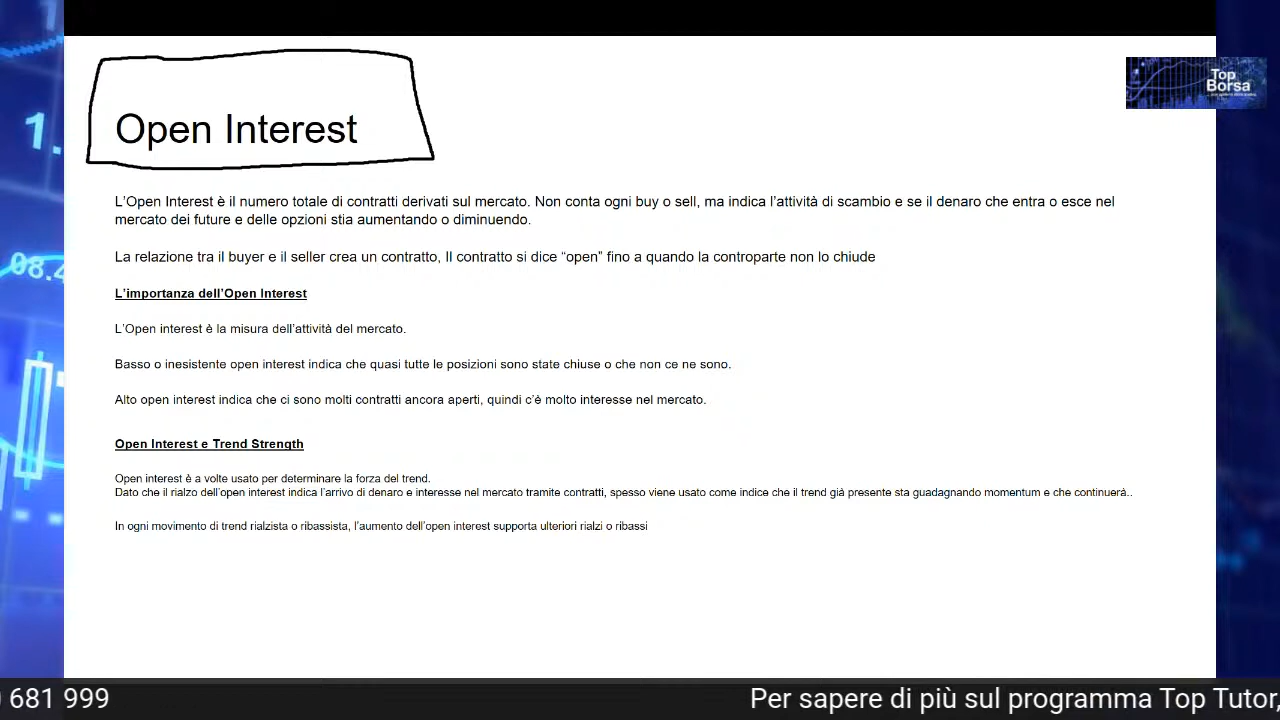 Open Interest
Top
Borsa
L'Open Interest è il numero totale di contratti derivati sul mercato. Non conta ogni buy o sell, ma indica l'attività di scambio e se il denaro che entra o esce nel
mercato dei future e delle opzioni stia aumentando o diminuendo.
La relazione tra il buyer e il seller crea un contratto, Il contratto si dice "open" fino a quando la controparte non lo chiude
L'importanza dell'Open Interest
L'Open interest è la misura dell'attività del mercato.
Basso o inesistente open interest indica che quasi tutte le posizioni sono state chiuse o che non ce ne sono.
Alto open interest indica che ci sono molti contratti ancora aperti, quindi c'è molto interesse nel mercato.
Open Interest e Trend Strength
Open interest è a volte usato per determinare la forza del trend.
Dato che il rialzo dell'open interest indica l'arrivo di denaro e interesse nel mercato tramite contratti, spesso viene usato come indice che il trend già presente sta guadagnando momentum e che continuerà..
In ogni movimento di trend rialzista o ribassista, l'aumento dell'open interest supporta ulteriori rialzi o ribassi
1.
08.4
681 999
Per sapere di più sul programma Top Tutor,